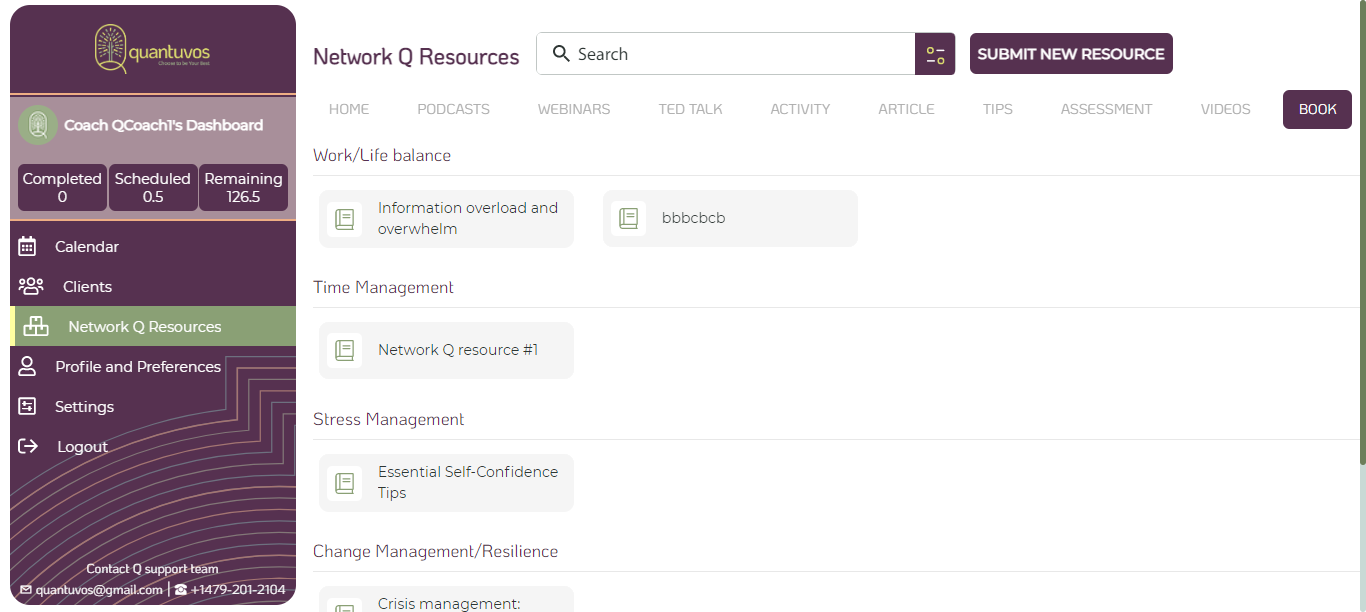 quantuvos
Choose to be Your Best
Coach QCoach1's Dashboard
Completed
0
Scheduled
0.5
Remaining
126.5
Calendar
Clients
Network Q Resources
Profile and Preferences
Settings
Logout
Contact Q support team
quantuvos@gmail.com | +1479-201-2104
Network Q Resources
Search
SUBMIT NEW RESOURCE
HOME PODCASTS WEBINARS TED TALK ACTIVITY ARTICLE TIPS ASSESSMENT VIDEOS BOOK
Work/Life balance
Information overload and
overwhelm
bbbcbcb
Time Management
Network Q resource #1
Stress Management
Essential Self-Confidence
Tips
Change Management/Resilience
Crisis management: